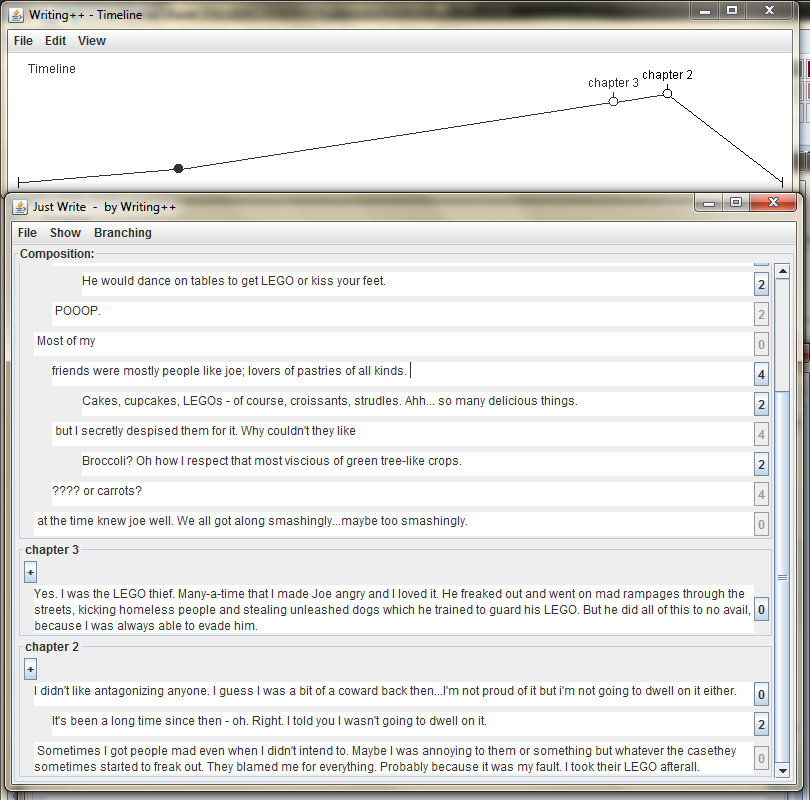 Writing++ - Timeline
File Edit View
Timeline
chapter 3
chapter 2
Just Write - by Writing++
File Show Branching
Composition:
He would dance on tables to get LEGO or kiss your feet.
2
POOOP.
2
Most of my
0
friends were mostly people like joe; lovers of pastries of all kinds.
4
Cakes, cupcakes, LEGOs - of course, croissants, strudles. Ahh... so many delicious things.
2
but I secretly despised them for it. Why couldn't they like
4
Broccoli? Oh how I respect that most viscious of green tree-like crops.
2
???? or carrots?
4
at the time knew joe well. We all got along smashingly...maybe too smashingly.
0
chapter 3
+
Yes. I was the LEGO thief. Many-a-time that I made Joe angry and I loved it. He freaked out and went on mad rampages through the
streets, kicking homeless people and stealing unleashed dogs which he trained to guard his LEGO. But he did all of this to no avail,
because I was always able to evade him.
0
chapter 2
+
I didn't like antagonizing anyone. I guess I was a bit of a coward back then...I'm not proud of it but i'm not going to dwell on it either.
0
It's been a long time since then - oh. Right. I told you I wasn't going to dwell on it.
2
Sometimes I got people mad even when I didn't intend to. Maybe I was annoying to them or something but whatever the casethey
sometimes started to freak out. They blamed me for everything. Probably because it was my fault. I took their LEGO afterall.
0